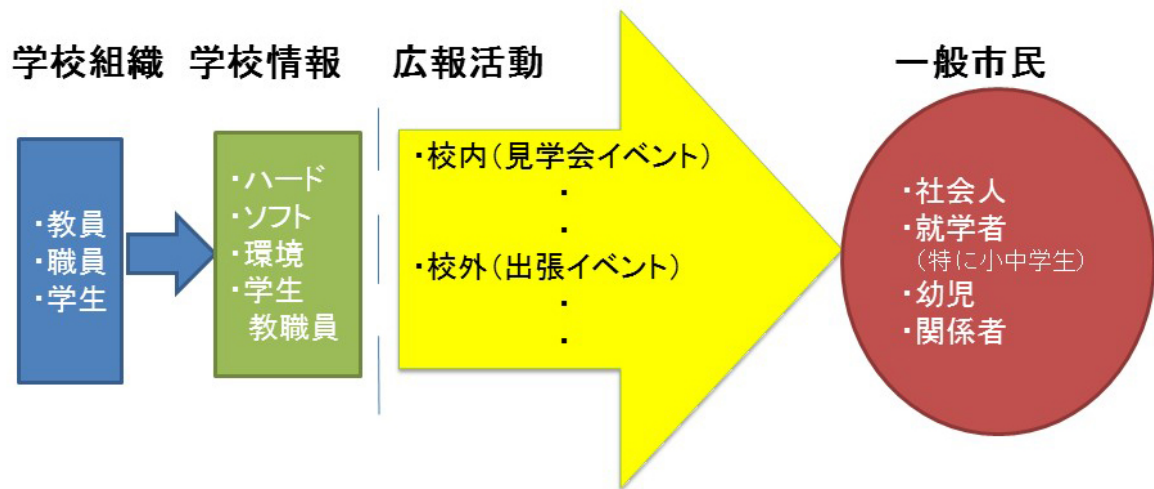 学校組織
学校情報
広報活動
一般市民
・教員
・職員
・学生
・ハード
・ソフト
・環境
・学生
教職員
・校内(見学会イベント)
・
・
・校外(出張イベント)
・
・
・社会人
・就学者
(特に小中学生)
・幼児
・関係者